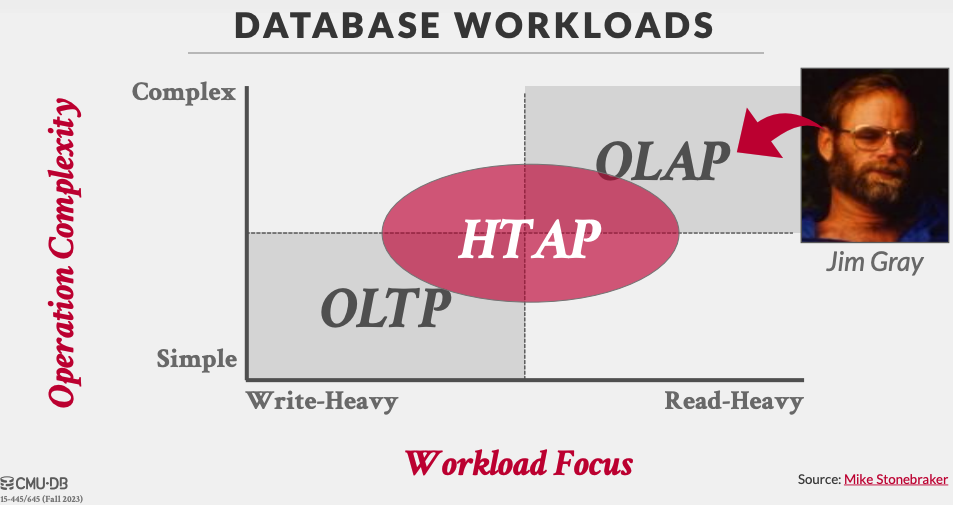 DATABASE WORKLOADS
Complex
Operation Complexity
OLAP
HTAP
Jim Gray
OLTP
Simple
Write-Heavy
Read-Heavy
Workload Focus
CMU·DB
15-445/645 (Fall 2023)
Source: Mike Stonebraker